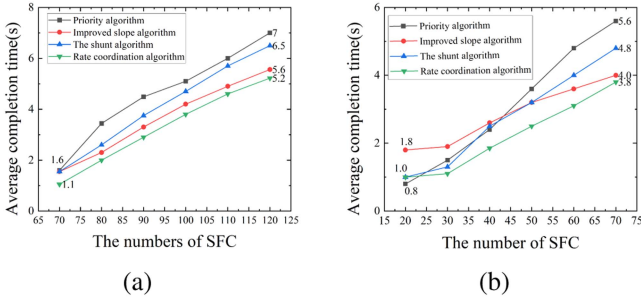 Average completion time(s)
8
6
4
2
0
Priority algorithm
Improved slope algorithm
The shunt algorithm
Rate coordination algorithm
7
6.5
5.6
5.2
1.6
1.1
65 70 75 80 85 90 95 100 105 110 115 120 125
The numbers of SFC
(a)
Average completion time(s)
6
4
2
0
Priority algorithm
Improved slope algorithm
The shunt algorithm
Rate coordination algorithm
5.6
4.8
4.0
3.8
1.8
1.0
0.8
15 20 25 30 35 40 45 50 55 60 65 70 75
The number of SFC
(b)